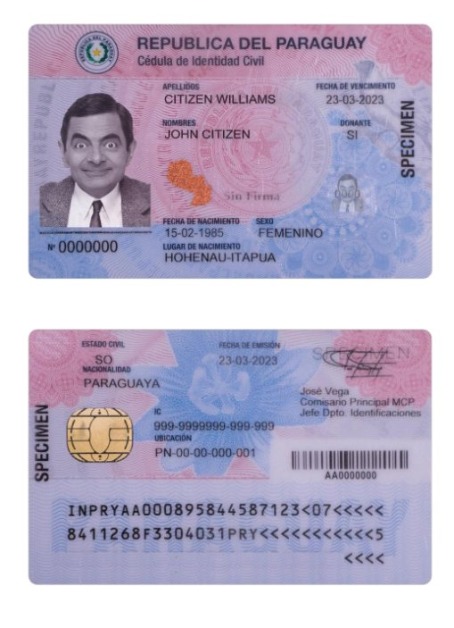 REPUBLICA DEL PARAGUAY
Cédula de Identidad Civil
APELLIDOS
CITIZEN WILLIAMS
FECHA DE VENCIMIENTO
23-03-2023
NOMBRES
JOHN CITIZEN
DONANTE
SI
SPECIMEN
Sin Firma
FECHA DE NACIMIENTO
15-02-1985
SEXO
FEMENINO
Nº 0000000
LUGAR DE NACIMIENTO
HOHENAU-ITAPUA
ESTADO CIVIL
SO
FECHA DE EMISIÓN
23-03-2023
SPECIMEN
NACIONALIDAD
PARAGUAYA
José Vega
Comisario Principal MCP
Jefe Dpto. Identificaciones
SPECIMEN
IC
999-9999999-999-999
UBICACIÓN
PN-00-00-000-001
AA0000000
INPRYAA000895844587123<07<<<<<
8411268F3304031PRY<<<<<<<<<<<5
<<<<